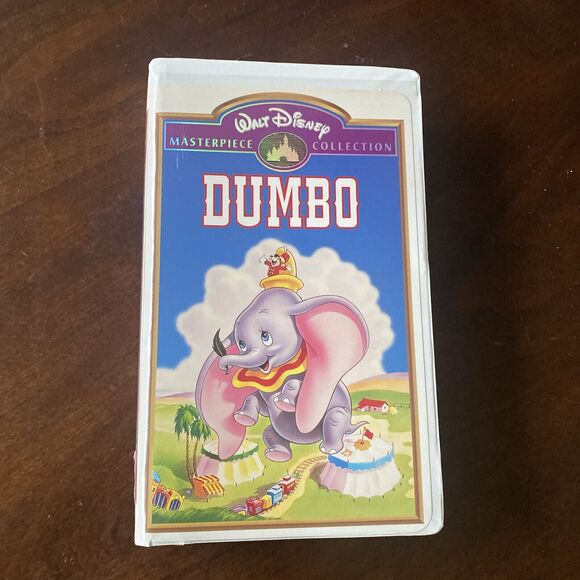 WALT DISNEY
MASTERPIECE COLLECTION
DUMBO